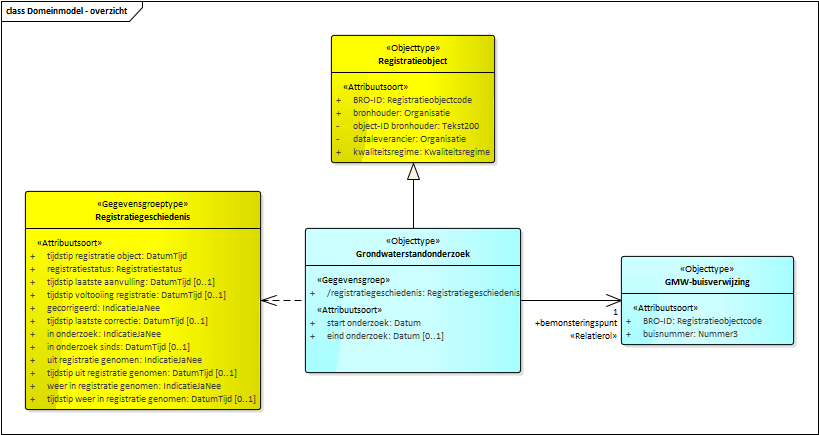 class Domeinmodel - overzicht
«Objecttype»
Registratieobject
«Attribuutsoort»
+ BRO-ID: Registratieobjectcode
+ bronhouder: Organisatie
- object-ID bronhouder: Tekst200
- dataleverancier: Organisatie
+ kwaliteitsregime: Kwaliteitsregime
«Gegevensgroeptype»
Registratiegeschiedenis
«Attribuutsoort»
+ tijdstip registratie object: DatumTijd
+ registratiestatus: Registratiestatus
+ tijdstip laatste aanvulling: DatumTijd [0..1]
+ tijdstip voltooiing registratie: DatumTijd [0..1]
+ gecorrigeerd: IndicatieJaNee
+ tijdstip laatste correctie: DatumTijd [0..1]
+ in onderzoek: IndicatieJaNee
+ in onderzoek sinds: DatumTijd [0..1]
+ uit registratie genomen: IndicatieJaNee
+ tijdstip uit registratie genomen: DatumTijd [0..1]
+ weer in registratie genomen: IndicatieJaNee
+ tijdstip weer in registratie genomen: DatumTijd [0..1]
«Objecttype»
Grondwaterstandonderzoek
«Gegevensgroep»
+ /registratiegeschiedenis: Registratiegeschiedenis
«Attribuutsoort»
+ start onderzoek: Datum
+ eind onderzoek: Datum [0..1]
1
+bemonsteringspunt
«Relatierol»
«Objecttype»
GMW-buisverwijzing
«Attribuutsoort»
+ BRO-ID: Registratieobjectcode
+ buisnummer: Nummer3